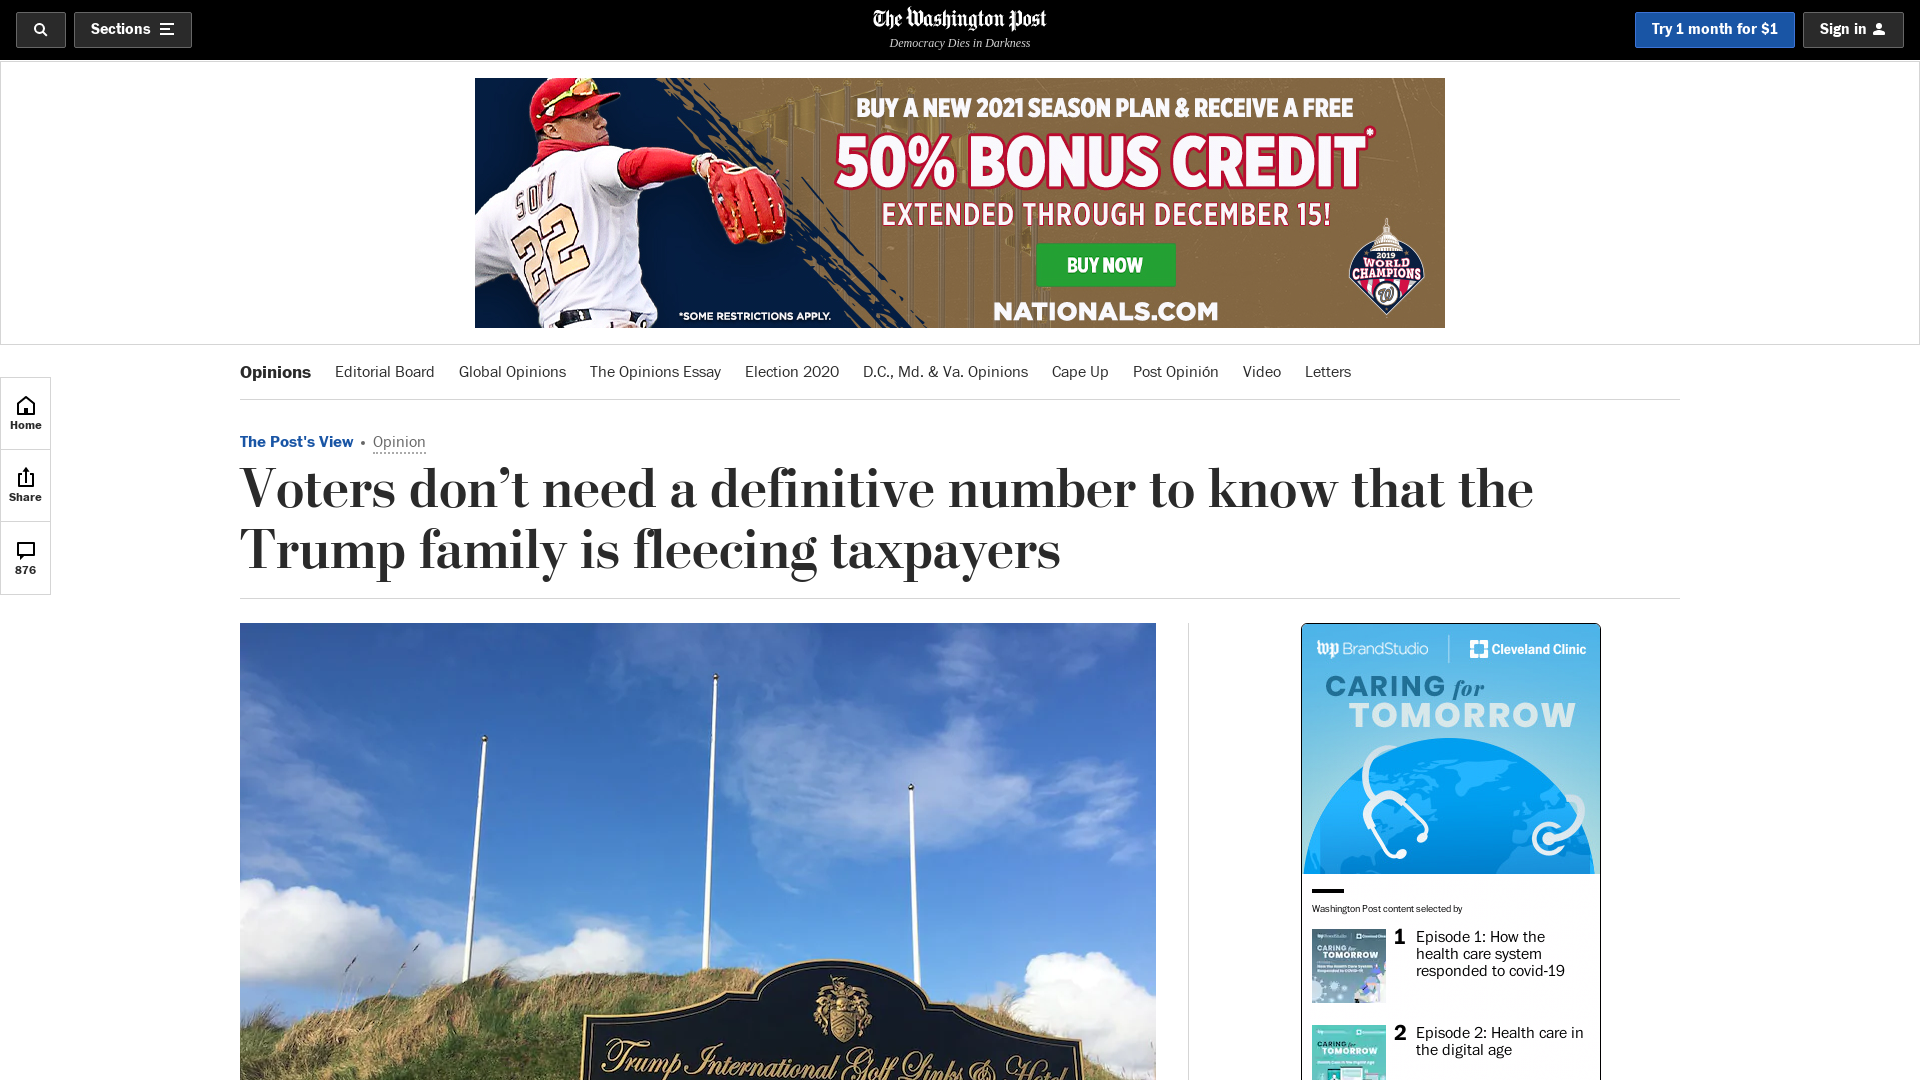 Sections
The Washington Post
Democracy Dies in Darkness
Try 1 month for $1
Sign in
SOTO
22
BUY A NEW 2021 SEASON PLAN & RECEIVE A FREE
50% BONUS CREDIT*
EXTENDED THROUGH DECEMBER 15!
BUY NOW
NATIONALS.COM
*SOME RESTRICTIONS APPLY.
2019
WORLD
CHAMPIONS
W
Home
Share
876
Opinions Editorial Board Global Opinions The Opinions Essay Election 2020 D.C., Md. & Va. Opinions Cape Up Post Opinión Video Letters
The Post's View • Opinion
Voters don’t need a definitive number to know that the
Trump family is fleecing taxpayers
Trump International Golf Links & Hotel
wp BrandStudio
Cleveland Clinic
CARING for
TOMORROW
Washington Post content selected by
CARING for
TOMORROW
1 Episode 1: How the
health care system
responded to covid-19
CARING for
TOMORROW
2 Episode 2: Health care in
the digital age